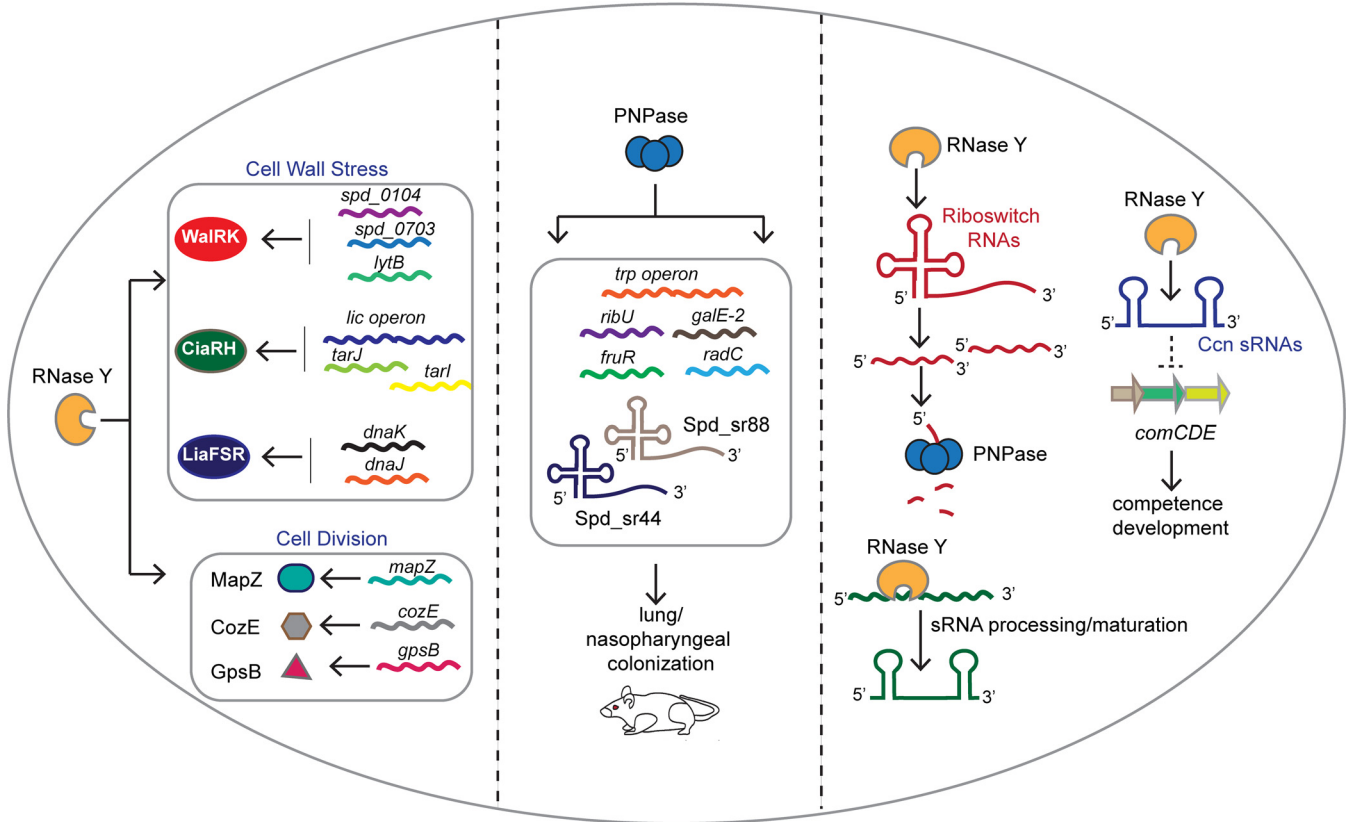 RNase Y
Cell Wall Stress
WalRK
spd_0104
spd_0703
lytB
CiaRH
lic operon
tarJ
tarI
LiaFSR
dnaK
dnaJ
Cell Division
MapZ
mapZ
CozE
cozE
GpsB
gpsB
PNPase
trp operon
ribU
galE-2
fruR
radC
Spd_sr88
3’
5’
5’
3’
Spd_sr44
lung/
nasopharyngeal
colonization
RNase Y
Riboswitch
RNAs
5’
3’
5’
3’
5’
3’
5’
PNPase
RNase Y
5’
3’
sRNA processing/maturation
5’
3’
RNase Y
5’
3’
Ccn sRNAs
comCDE
competence
development